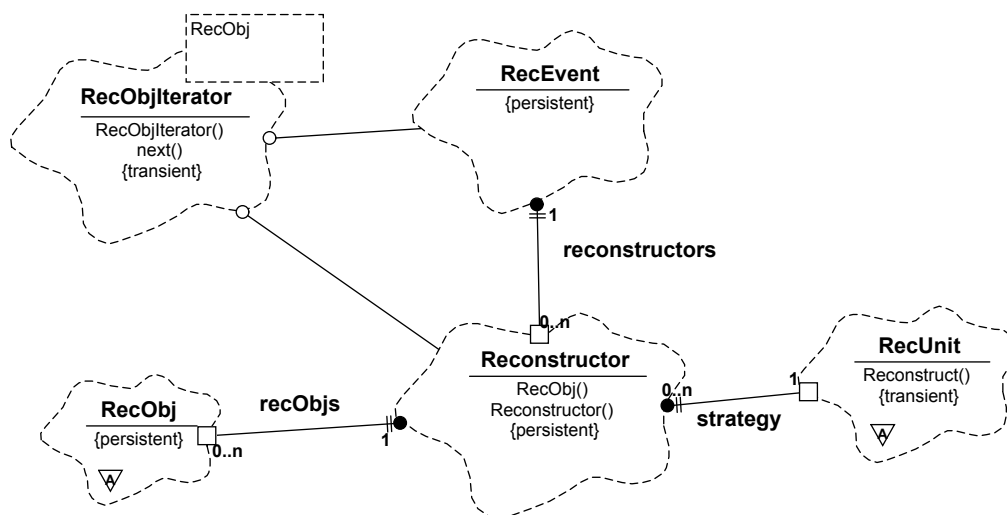 RecObj
RecObjIterator
RecObjIterator()
next()
{transient}
RecEvent
{persistent}
1
reconstructors
0..n
Reconstructor
RecObj()
Reconstructor()
{persistent}
RecUnit
Reconstruct()
{transient}
A
0..n
1
strategy
RecObj
{persistent}
A
recObjs
0..n
1